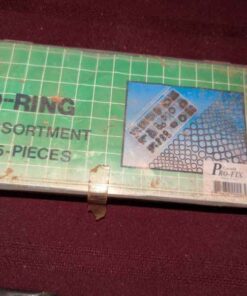 O-RING
SORTMENT
5-PIECES
PRO-FIX